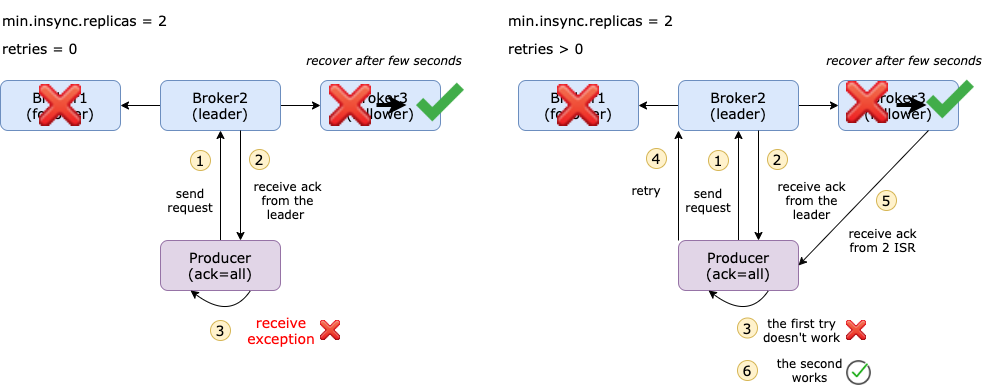 min.insync.replicas = 2
retries = 0
recover after few seconds
Broker2
(leader)
1
2
send
request
receive ack
from the
leader
Producer
(ack=all)
3
receive
exception
min.insync.replicas = 2
retries > 0
recover after few seconds
Broker2
(leader)
4
1
2
retry
send
request
receive ack
from the
leader
5
receive ack
from 2 ISR
Producer
(ack=all)
3
the first try
doesn't work
6
the second
works